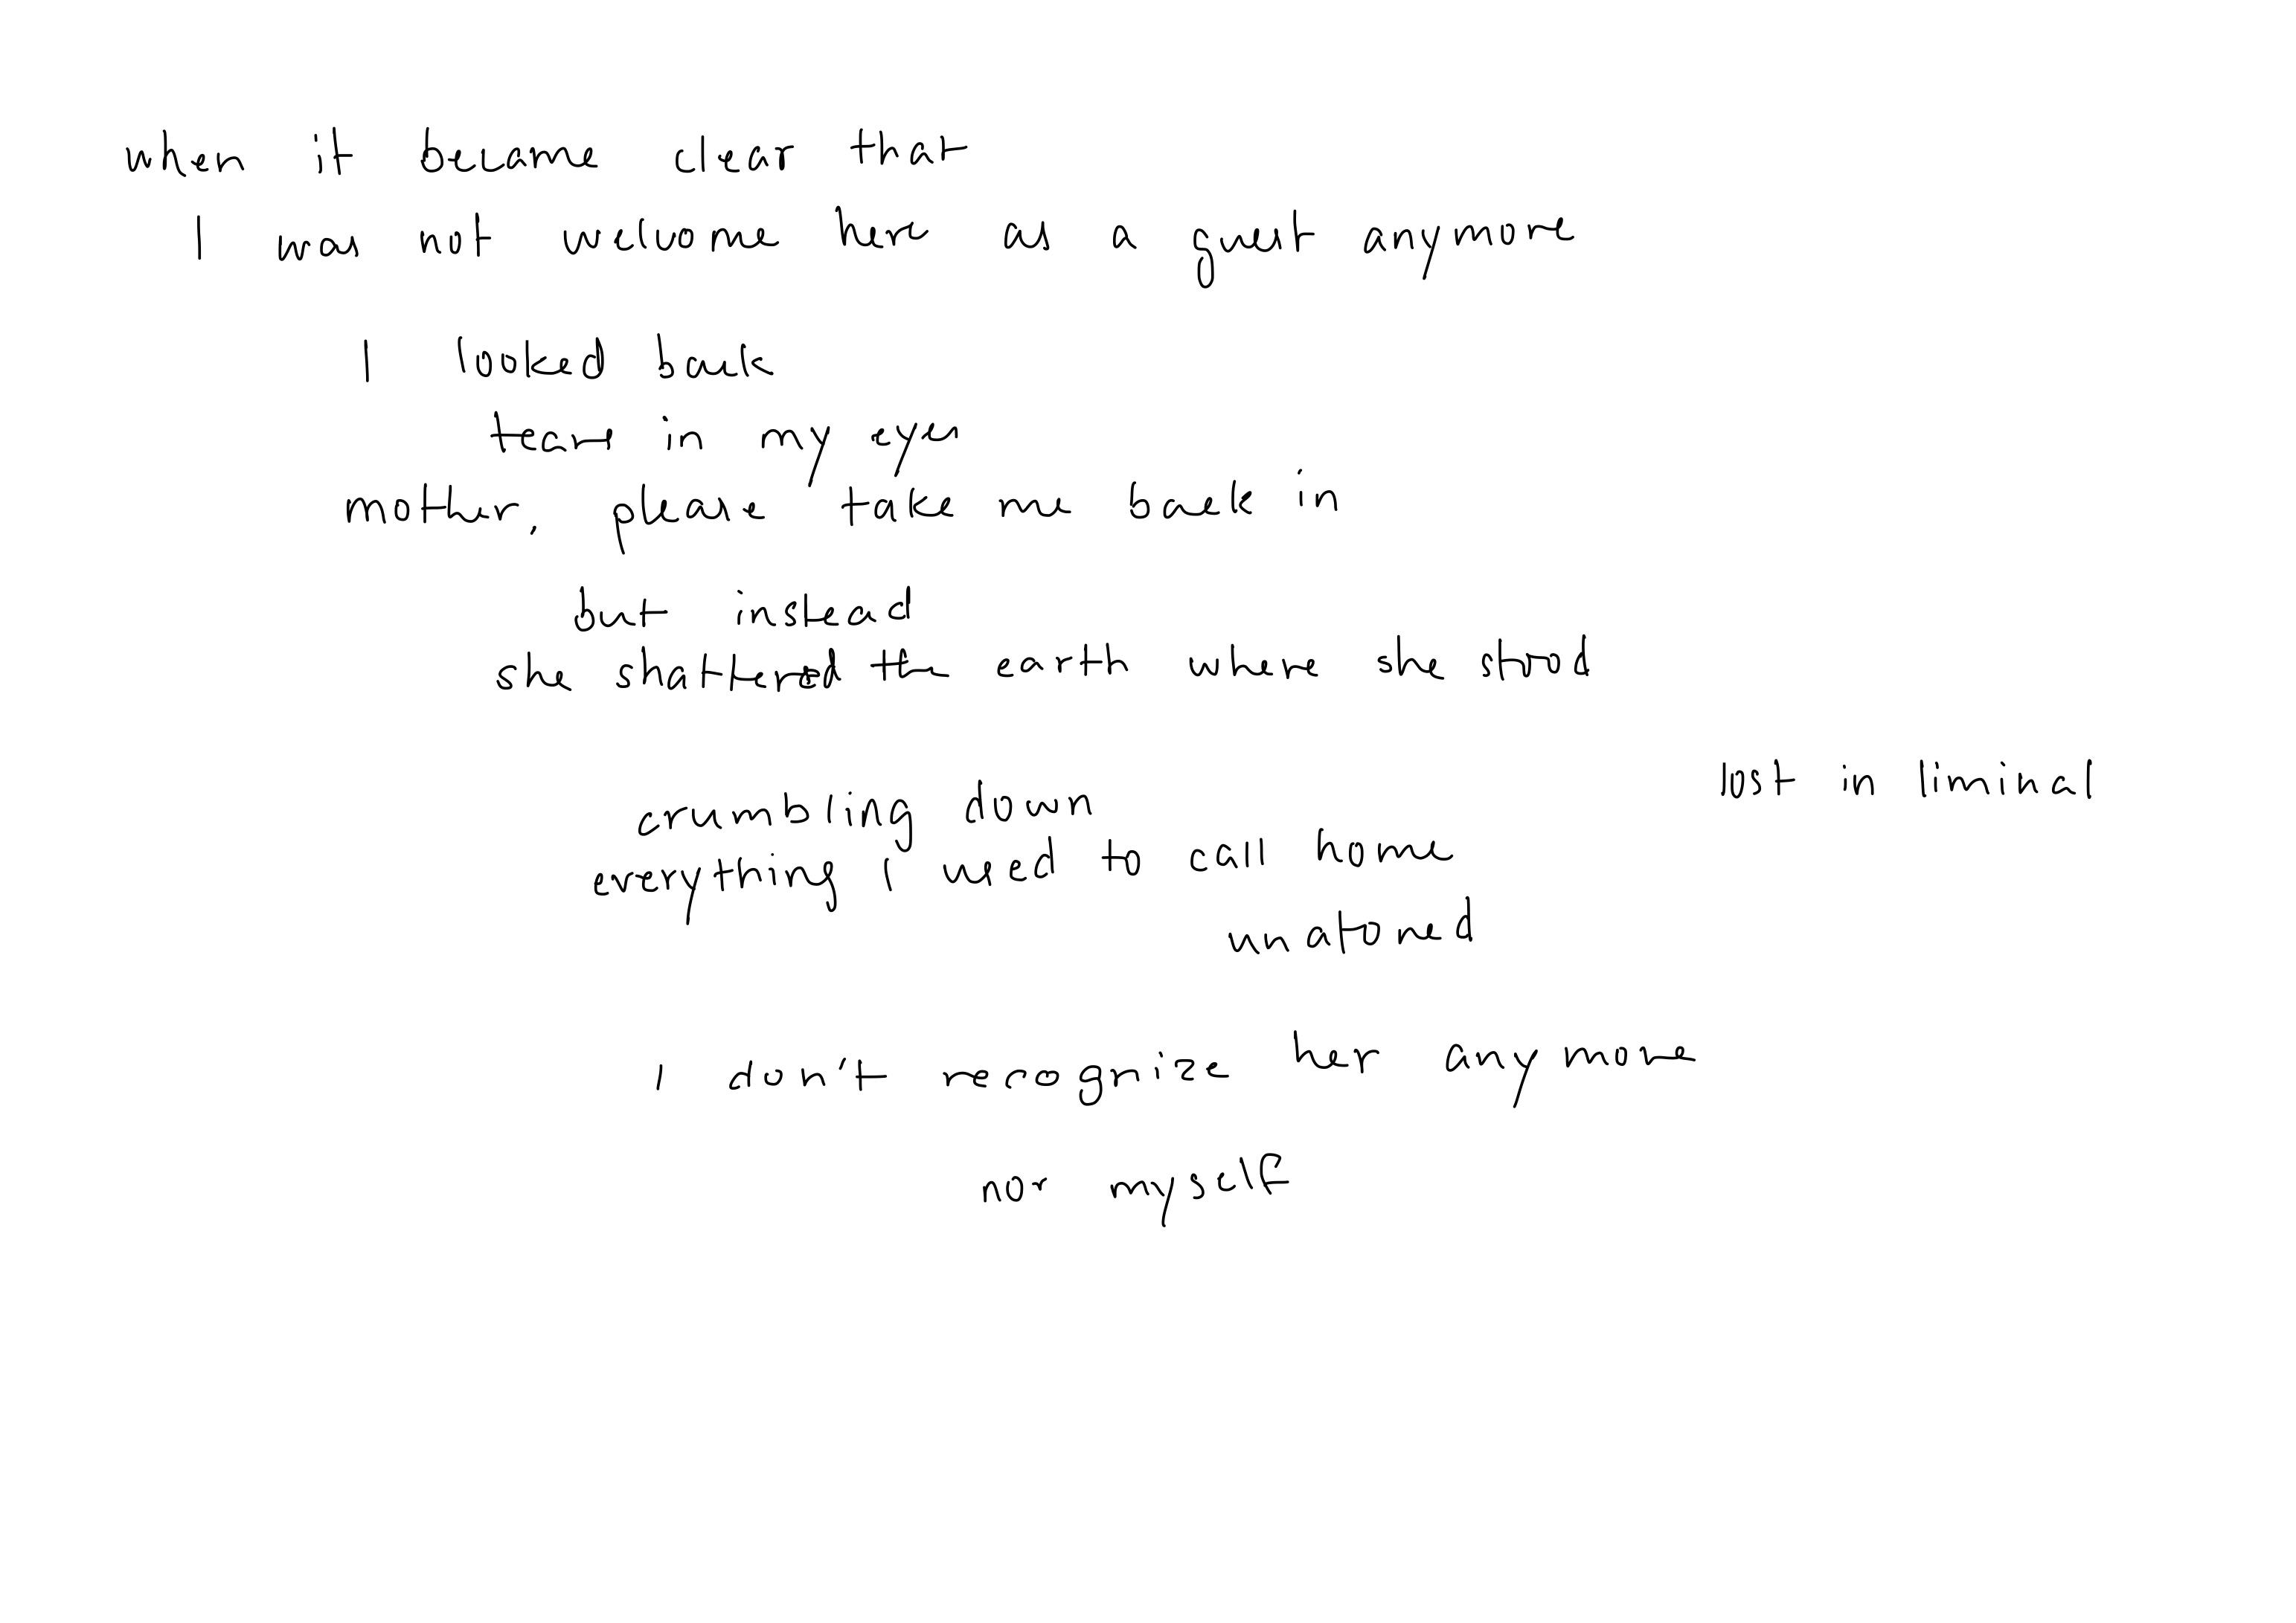 when it became clear that
I was not welcome here as a guest anymore
I looked back
tears in my eyes
mother, please take me back in
but instead
she shattered the earth where she stood
lost in liminal
crumbling down
everything I used to call home
unatoned
I don't recognize her anymore
nor myself